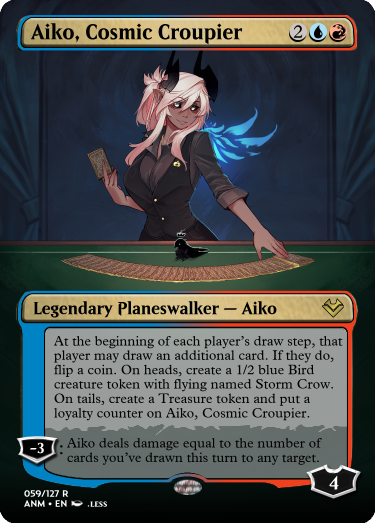 Aiko, Cosmic Croupier 2
Legendary Planeswalker — Aiko
At the beginning of each player's draw step, that
player may draw an additional card. If they do,
flip a coin. On heads, create a 1/2 blue Bird
creature token with flying named Storm Crow.
On tails, create a Treasure token and put a
loyalty counter on Aiko, Cosmic Croupier.
-3 : Aiko deals damage equal to the number of
cards you've drawn this turn to any target.
4
059/127 R
ANM • EN .LESS